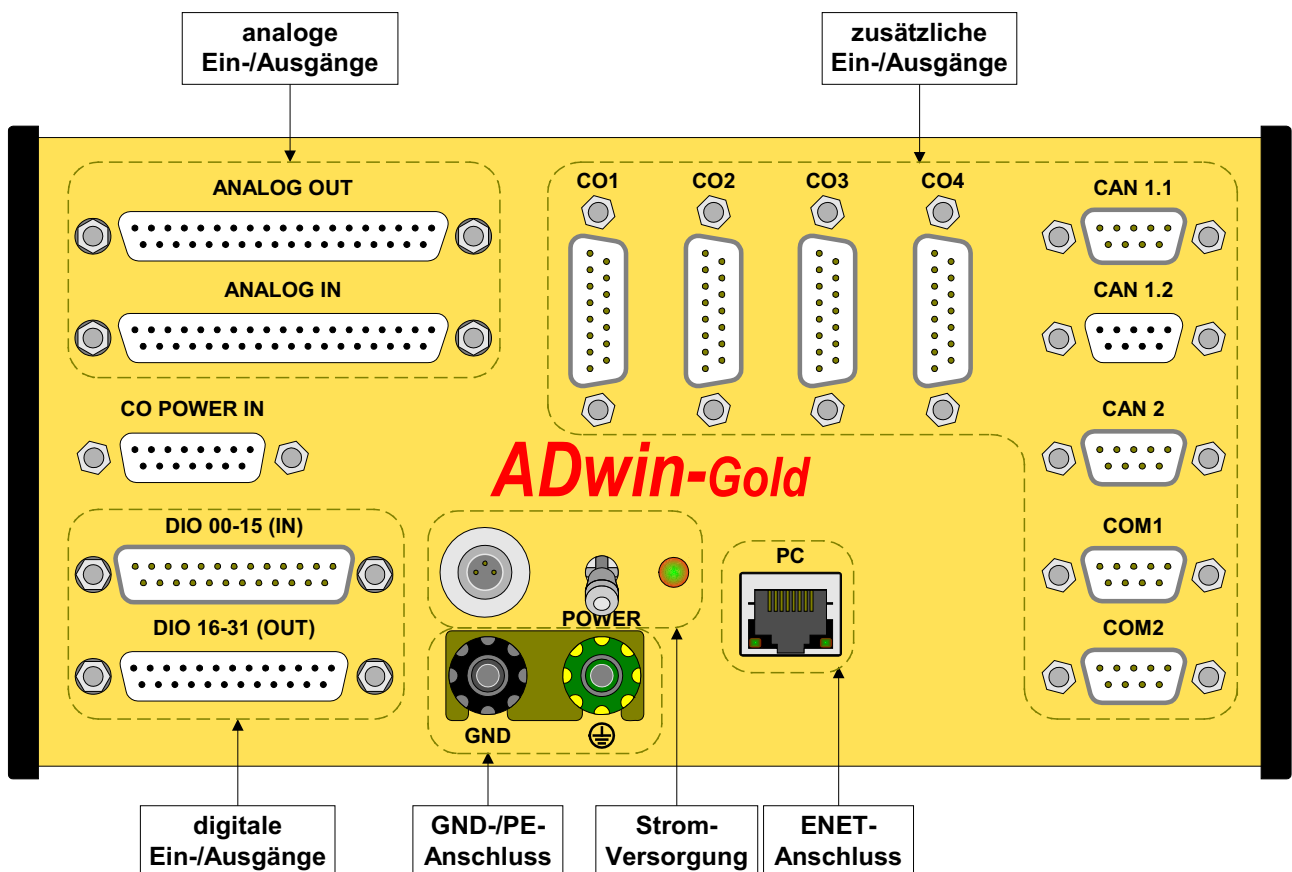 analoge
Ein-/Ausgänge
zusätzliche
Ein-/Ausgänge
ANALOG OUT
CO1
CO2
CO3
CO4
CAN 1.1
ANALOG IN
CAN 1.2
CO POWER IN
CAN 2
ADwin-Gold
DIO 00-15 (IN)
COM1
PC
POWER
DIO 16-31 (OUT)
COM2
GND
digitale
Ein-/Ausgänge
GND-/PE-
Anschluss
Strom-
Versorgung
ENET-
Anschluss